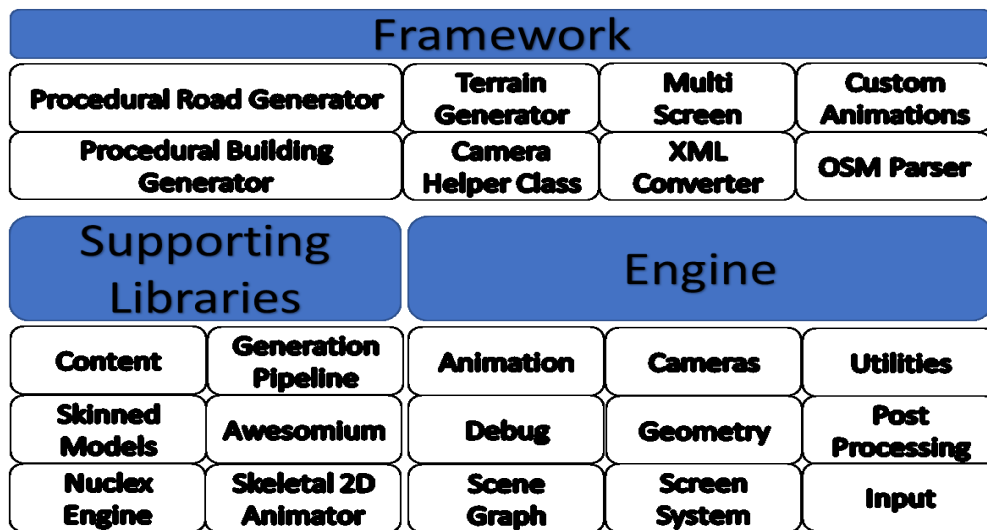 Framework
Procedural Road Generator
Terrain
Generator
Multi
Screen
Custom
Animations
Procedural Building
Generator
Camera
Helper Class
XML
Converter
OSM Parser
Supporting
Libraries
Engine
Content
Generation
Pipeline
Animation
Cameras
Utilities
Skinned
Models
Awesomium
Debug
Geometry
Post
Processing
Nuclex
Engine
Skeletal 2D
Animator
Scene
Graph
Screen
System
Input